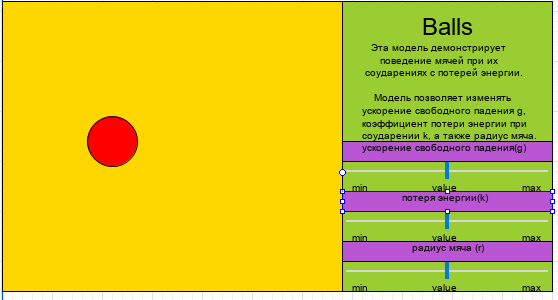 Balls
Эта модель демонстрирует
поведение мячей при их
соударениях с потерей энергии.
Модель позволяет изменять
ускорение свободного падения g,
коэффициент потери энергии при
соударении k, а также радиус мяча.
ускорение свободного падения(g)
min value max
потеря энергии(k)
min value max
радиус мяча (r)
min value max